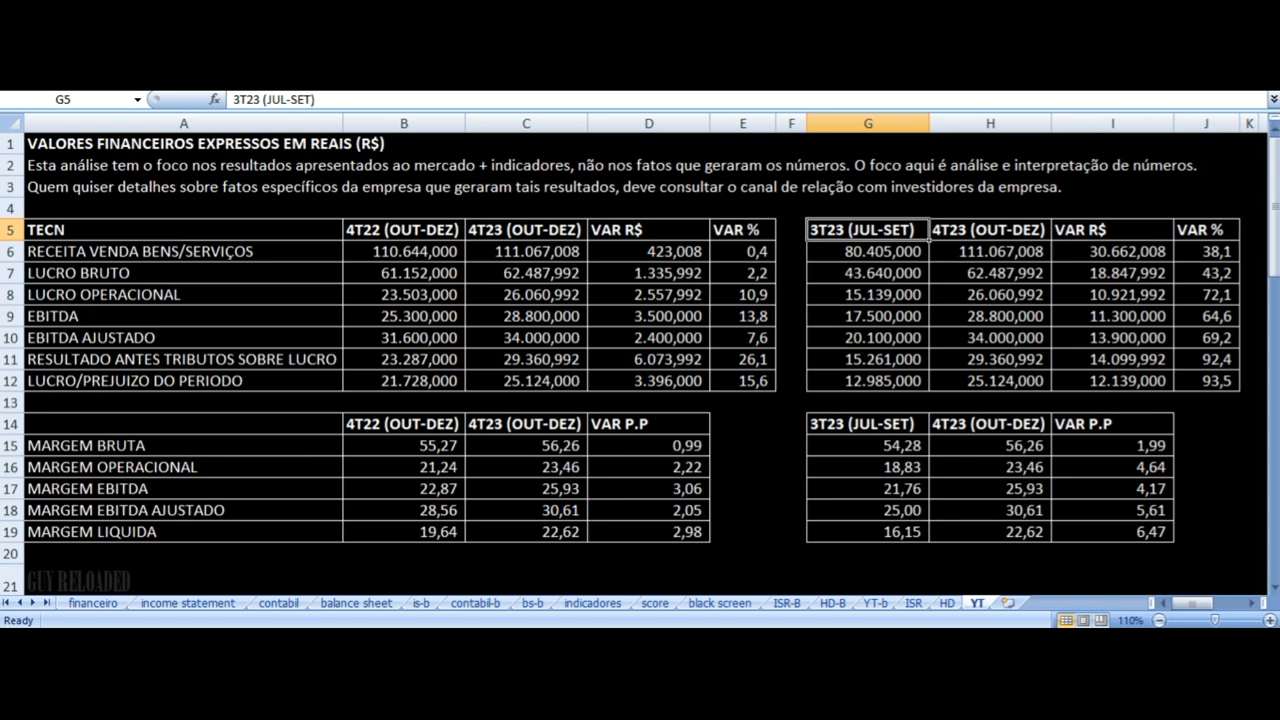 G5 fx 3T23 (JUL-SET)
A B C D E F G H I J K
1 VALORES FINANCEIROS EXPRESSOS EM REAIS (R$)
2 Esta análise tem o foco nos resultados apresentados ao mercado + indicadores, não nos fatos que geraram os números. O foco aqui é análise e interpretação de números.
3 Quem quiser detalhes sobre fatos específicos da empresa que geraram tais resultados, deve consultar o canal de relação com investidores da empresa.
4
5 TECN 4T22 (OUT-DEZ) 4T23 (OUT-DEZ) VAR R$ VAR % 3T23 (JUL-SET) 4T23 (OUT-DEZ) VAR R$ VAR %
6 RECEITA VENDA BENS/SERVIÇOS 110.644,000 111.067,008 423,008 0,4 80.405,000 111.067,008 30.662,008 38,1
7 LUCRO BRUTO 61.152,000 62.487,992 1.335,992 2,2 43.640,000 62.487,992 18.847,992 43,2
8 LUCRO OPERACIONAL 23.503,000 26.060,992 2.557,992 10,9 15.139,000 26.060,992 10.921,992 72,1
9 EBITDA 25.300,000 28.800,000 3.500,000 13,8 17.500,000 28.800,000 11.300,000 64,6
10 EBITDA AJUSTADO 31.600,000 34.000,000 2.400,000 7,6 20.100,000 34.000,000 13.900,000 69,2
11 RESULTADO ANTES TRIBUTOS SOBRE LUCRO 23.287,000 29.360,992 6.073,992 26,1 15.261,000 29.360,992 14.099,992 92,4
12 LUCRO/PREJUIZO DO PERIODO 21.728,000 25.124,000 3.396,000 15,6 12.985,000 25.124,000 12.139,000 93,5
13
14 4T22 (OUT-DEZ) 4T23 (OUT-DEZ) VAR P.P 3T23 (JUL-SET) 4T23 (OUT-DEZ) VAR P.P
15 MARGEM BRUTA 55,27 56,26 0,99 54,28 56,26 1,99
16 MARGEM OPERACIONAL 21,24 23,46 2,22 18,83 23,46 4,64
17 MARGEM EBITDA 22,87 25,93 3,06 21,76 25,93 4,17
18 MARGEM EBITDA AJUSTADO 28,56 30,61 2,05 25,00 30,61 5,61
19 MARGEM LIQUIDA 19,64 22,62 2,98 16,15 22,62 6,47
20
21 GUY RELOADED
financeiro income statement contabil balance sheet is-b contabil-b bs-b indicadores score black screen ISR-B HD-B YT-b ISR HD YT
Ready 110%